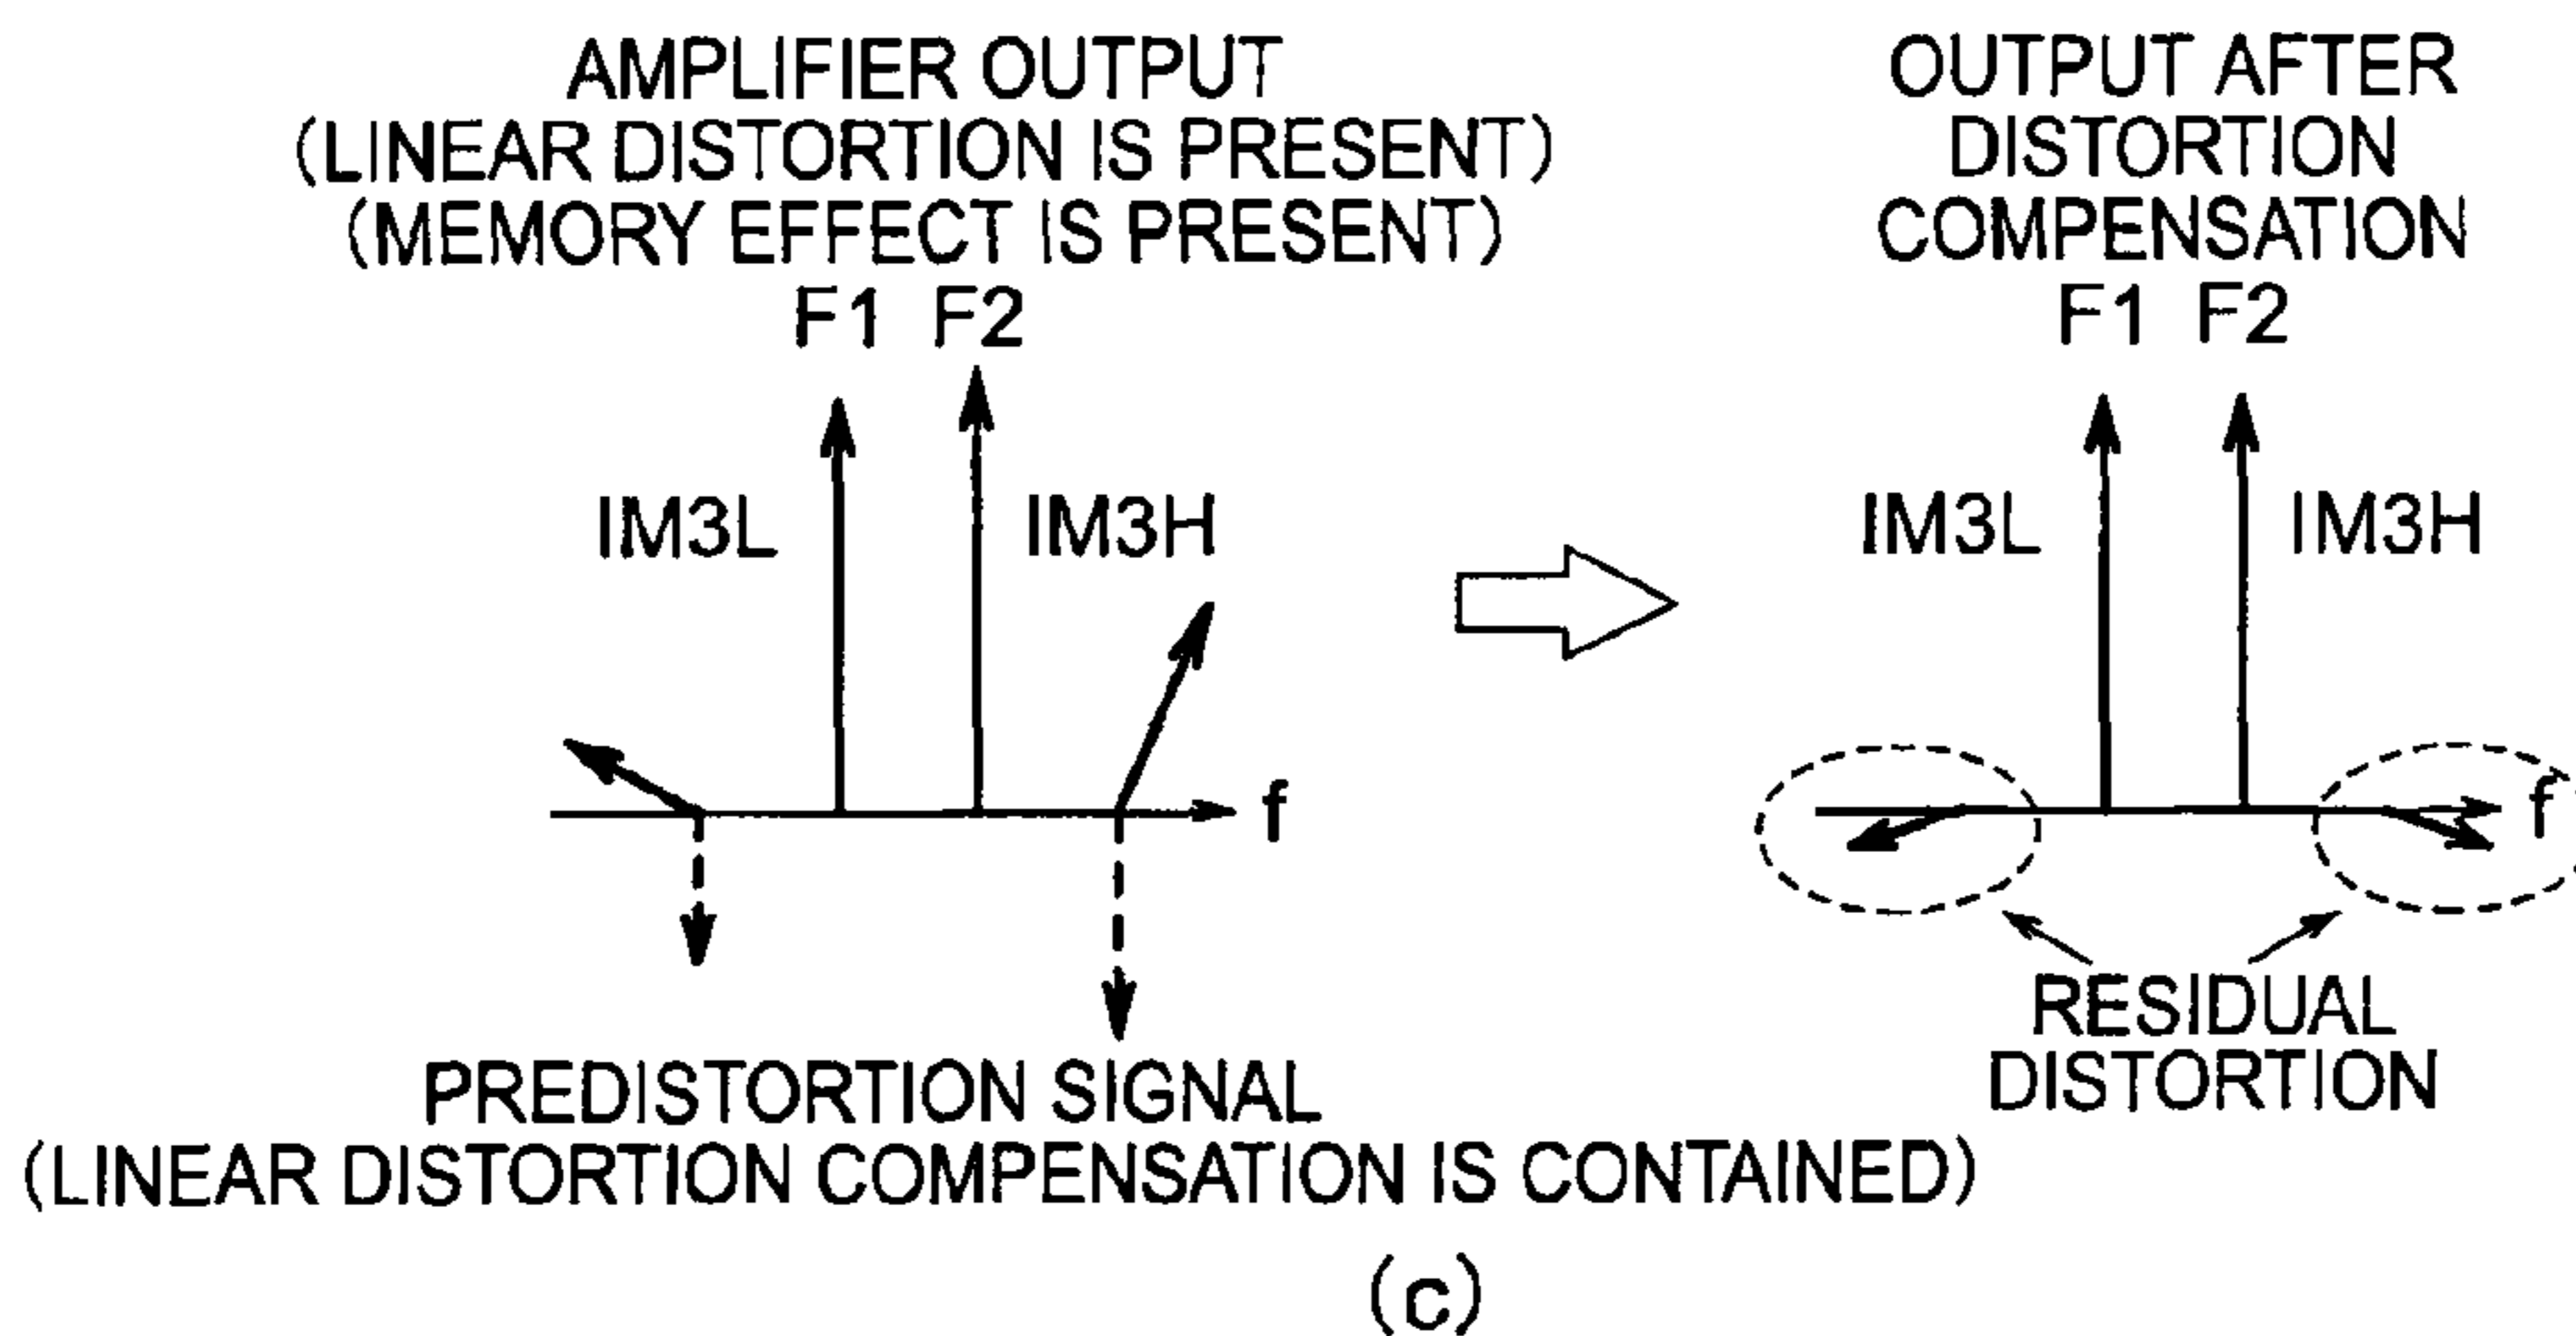 AMPLIFIER OUTPUT
(LINEAR DISTORTION IS PRESENT)
(MEMORY EFFECT IS PRESENT)
F1 F2
IM3L
IM3H
f
PREDISTORTION SIGNAL
(LINEAR DISTORTION COMPENSATION IS CONTAINED)
OUTPUT AFTER
DISTORTION
COMPENSATION
F1 F2
IM3L
IM3H
f
RESIDUAL
DISTORTION
(c)